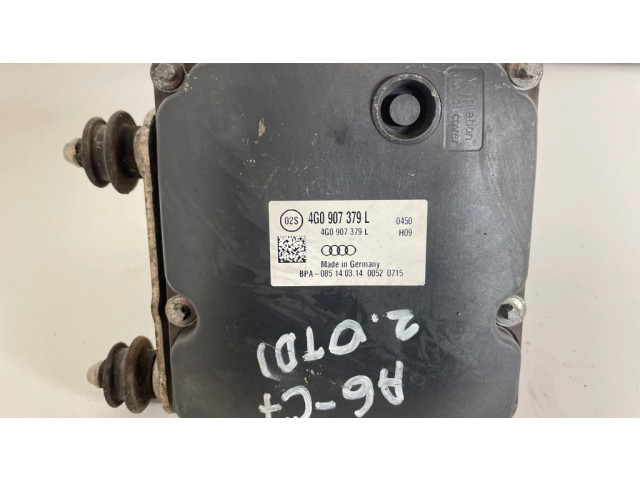 Ventilation
02S 4G0 907 379 L 0450
4G0 907 379 L H09
Made in Germany
BPA-085 14.03.14 0052 0715
2.0TDI
A6-C7